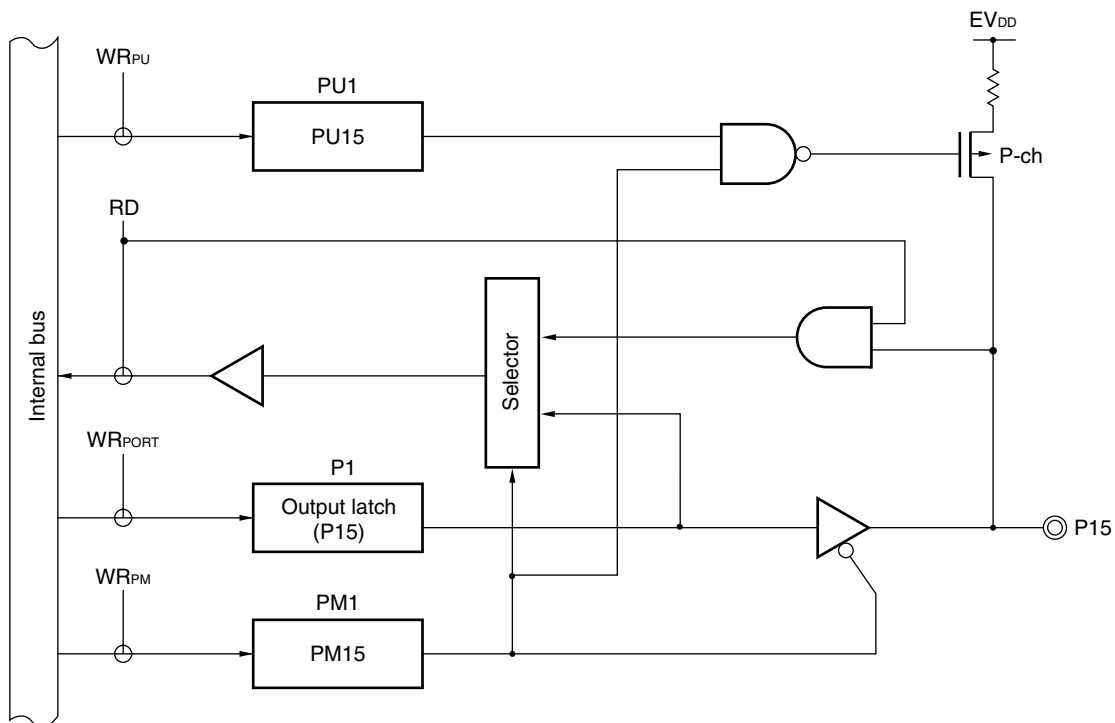 EVDD
WRPU
PU1
PU15
P-ch
RD
Internal bus
Selector
WRPORT
P1
Output latch
(P15)
P15
WRPM
PM1
PM15